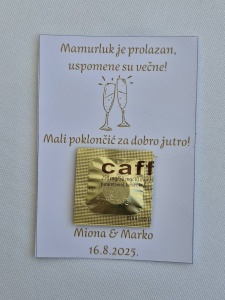 Mamurluk je prolazan,
uspomene su večne!
Mali poklončić za dobro jutro!
caff
Miona & Marko
16.8.2025.